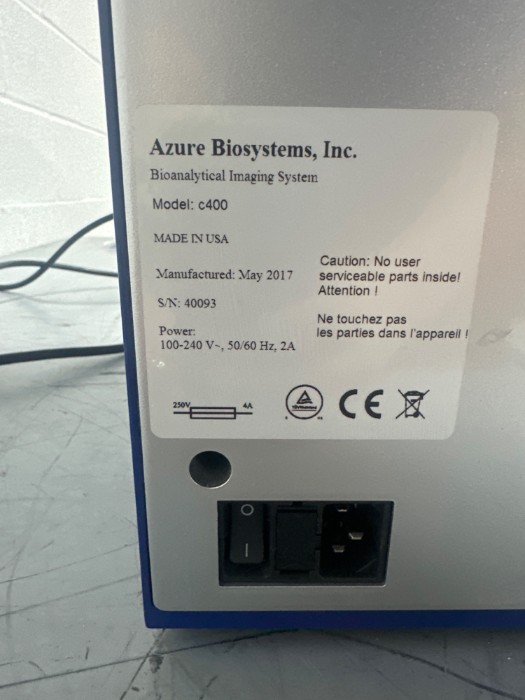 Azure Biosystems, Inc.
Bioanalytical Imaging System
Model: c400
MADE IN USA
Manufactured: May 2017
S/N: 40093
Power:
100-240 V~, 50/60 Hz, 2A
Caution: No user
serviceable parts inside!
Attention !
Ne touchez pas
les parties dans l'appareil !
250V 4A
CE
O
I